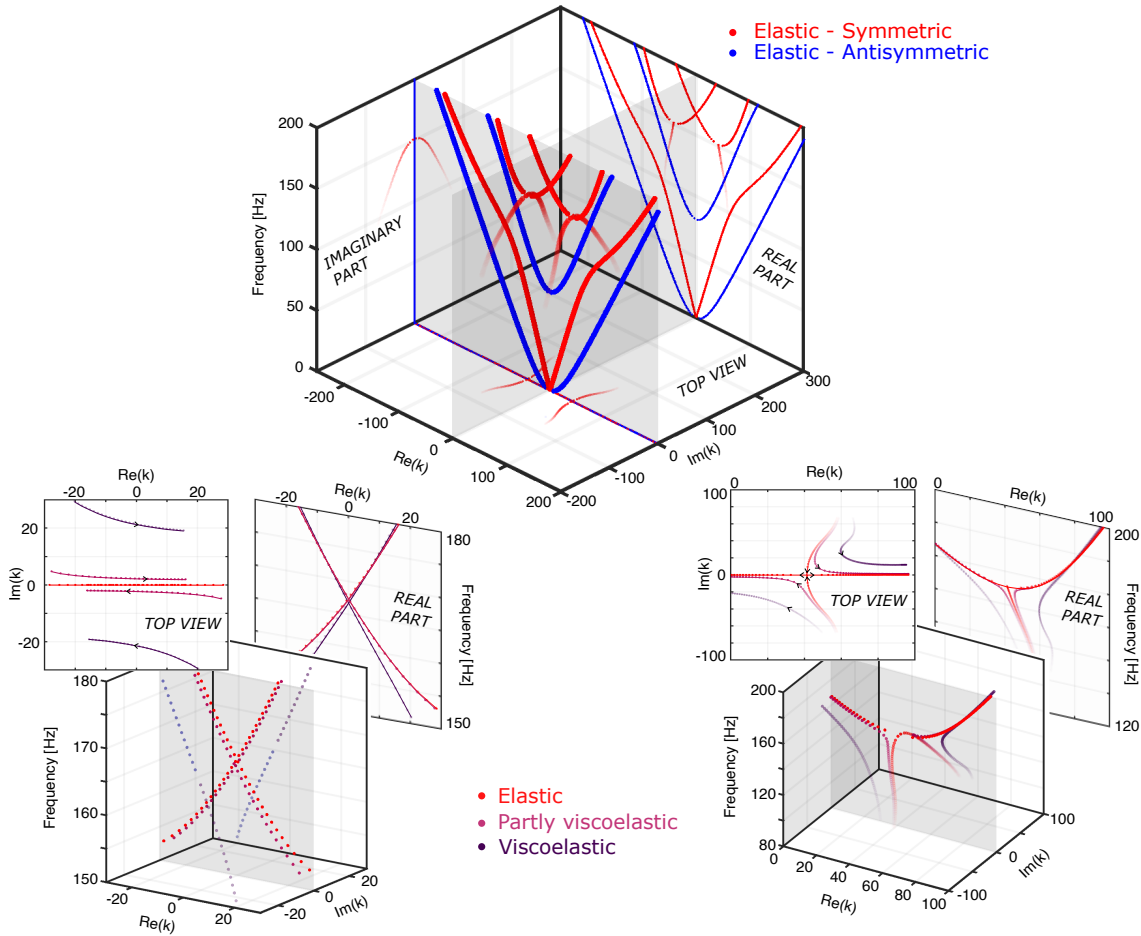 Elastic - Symmetric
Elastic - Antisymmetric
200
150
100
50
0
Frequency [Hz]
IMAGINARY
PART
REAL
PART
TOP VIEW
-200
-100
0
100
200
Re(k)
-200
-100
0
100
200
300
Im(k)
Re(k)
-20
0
20
20
0
-20
Im(k)
TOP VIEW
Re(k)
-20
0
20
180
150
Frequency [Hz]
REAL
PART
180
170
160
150
Frequency [Hz]
-20
0
20
Re(k)
-20
0
20
Im(k)
Elastic
Partly viscoelastic
Viscoelastic
Re(k)
0
50
100
100
50
0
-50
-100
Im(k)
TOP VIEW
Re(k)
0
100
200
120
Frequency [Hz]
REAL
PART
200
160
120
80
Frequency [Hz]
0
20
40
60
80
100
Re(k)
-100
0
100
Im(k)